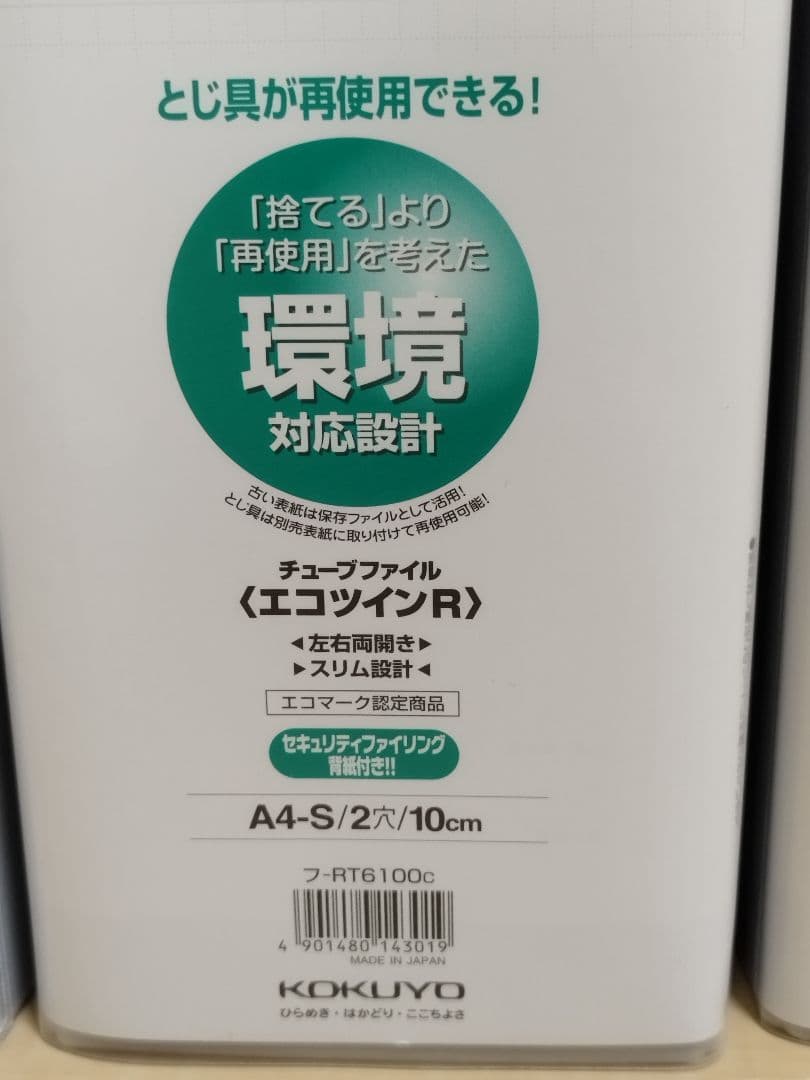 とじ具が再使用できる!
「捨てる」より
「再使用」を考えた
環境
対応設計
古い表紙は保存ファイルとして活用!
とじ具は別売表紙に取り付けて再使用可能!
チューブファイル
〈エコツインR〉
◀左右両開き▶
▶スリム設計◀
エコマーク認定商品
セキュリティファイリング
背紙付き!!
A4-S/2穴/10cm
フ-RT6100C
4 901480 143019
MADE IN JAPAN
KOKUYO
ひらめき・はかどり・ここちよさ